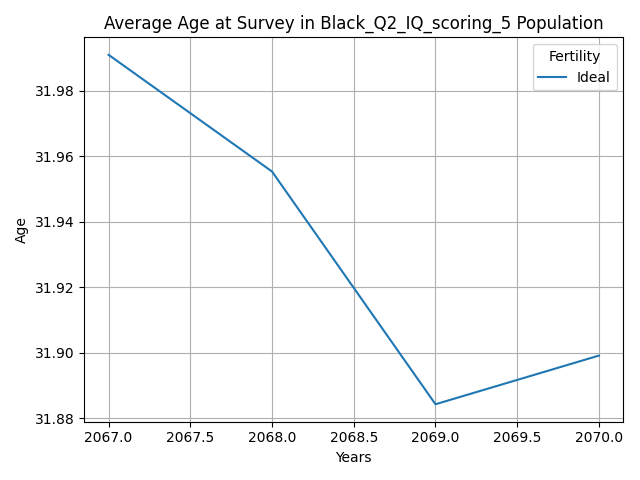 Average Age at Survey in Black_Q2_IQ_scoring_5 Population
Fertility
Ideal
31.98
31.96
31.94
31.92
31.90
31.88
Age
2067.0 2067.5 2068.0 2068.5 2069.0 2069.5 2070.0
Years